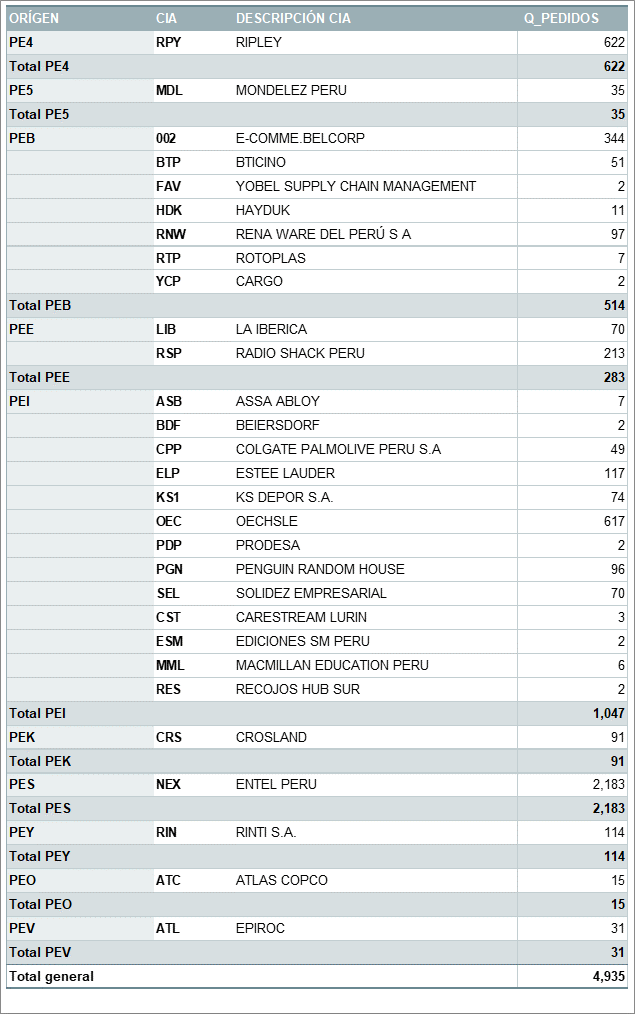 ORÍGEN CIA DESCRIPCIÓN CIA Q_PEDIDOS
PE4 RPY RIPLEY 622
Total PE4 622
PE5 MDL MONDELEZ PERU 35
Total PE5 35
PEB 002 E-COMME.BELCORP 344
BTP BTICINO 51
FAV YOBEL SUPPLY CHAIN MANAGEMENT 2
HDK HAYDUK 11
RNW RENA WARE DEL PERÚ S A 97
RTP ROTOPLAS 7
YCP CARGO 2
Total PEB 514
PEE LIB LA IBERICA 70
RSP RADIO SHACK PERU 213
Total PEE 283
PEI ASB ASSA ABLOY 7
BDF BEIERSDORF 2
CPP COLGATE PALMOLIVE PERU S.A 49
ELP ESTEE LAUDER 117
KS1 KS DEPOR S.A. 74
OEC OECHSLE 617
PDP PRODESA 2
PGN PENGUIN RANDOM HOUSE 96
SEL SOLIDEZ EMPRESARIAL 70
CST CARESTREAM LURIN 3
ESM EDICIONES SM PERU 2
MML MACMILLAN EDUCATION PERU 6
RES RECOJOS HUB SUR 2
Total PEI 1,047
PEK CRS CROSLAND 91
Total PEK 91
PES NEX ENTEL PERU 2,183
Total PES 2,183
PEY RIN RINTI S.A. 114
Total PEY 114
PEO ATC ATLAS COPCO 15
Total PEO 15
PEV ATL EPIROC 31
Total PEV 31
Total general 4,935